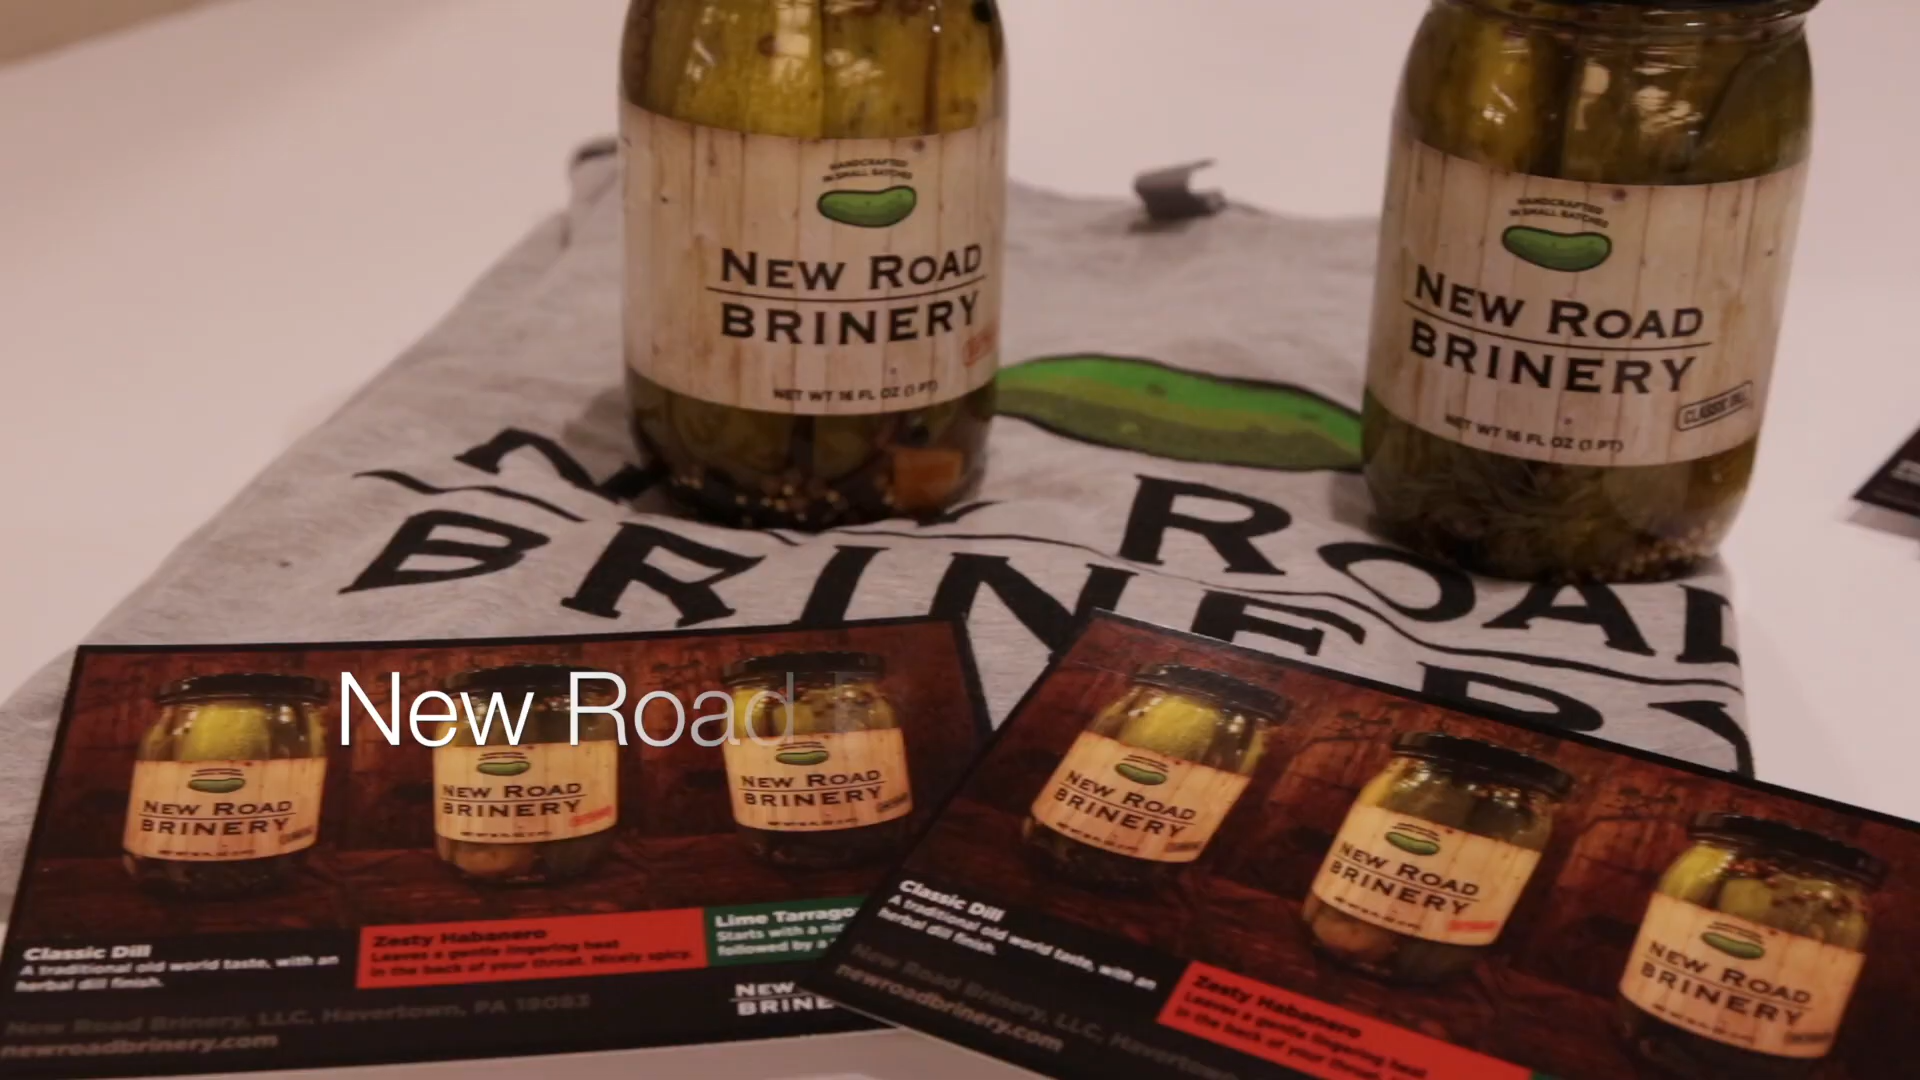 HANDCRAFTED
IN SMALL BATCHES
NEW ROAD
BRINERY
NET WT 16 FL OZ (1 PT)
HANDCRAFTED
IN SMALL BATCHES
NEW ROAD
BRINERY
CLASSIC DILL
NET WT 16 FL OZ (1 PT)
ROAD
BRINERY
New Road
NEW ROAD
BRINERY
NEW ROAD
BRINERY
NEW ROAD
BRINERY
Classic Dill
A traditional old world taste, with an
herbal dill finish.
Zesty Habanero
Leaves a gentle lingering heat
in the back of your throat. Nicely spicy.
Lime Tarrago
Starts with a
followed by a
New Road Brinery, LLC, Havertown, PA 19083
newroadbrinery.com
NEW
BRINE
NEW ROAD
BRINERY
NEW ROAD
BRINERY
NEW ROAD
BRINERY
Classic Dill
A traditional old world taste, with an
herbal dill finish.
Zesty Habanero
Leaves a gentle lingering heat
in the back of your throat.
New Road Brinery, LLC, Havertown
newroadbrinery.com